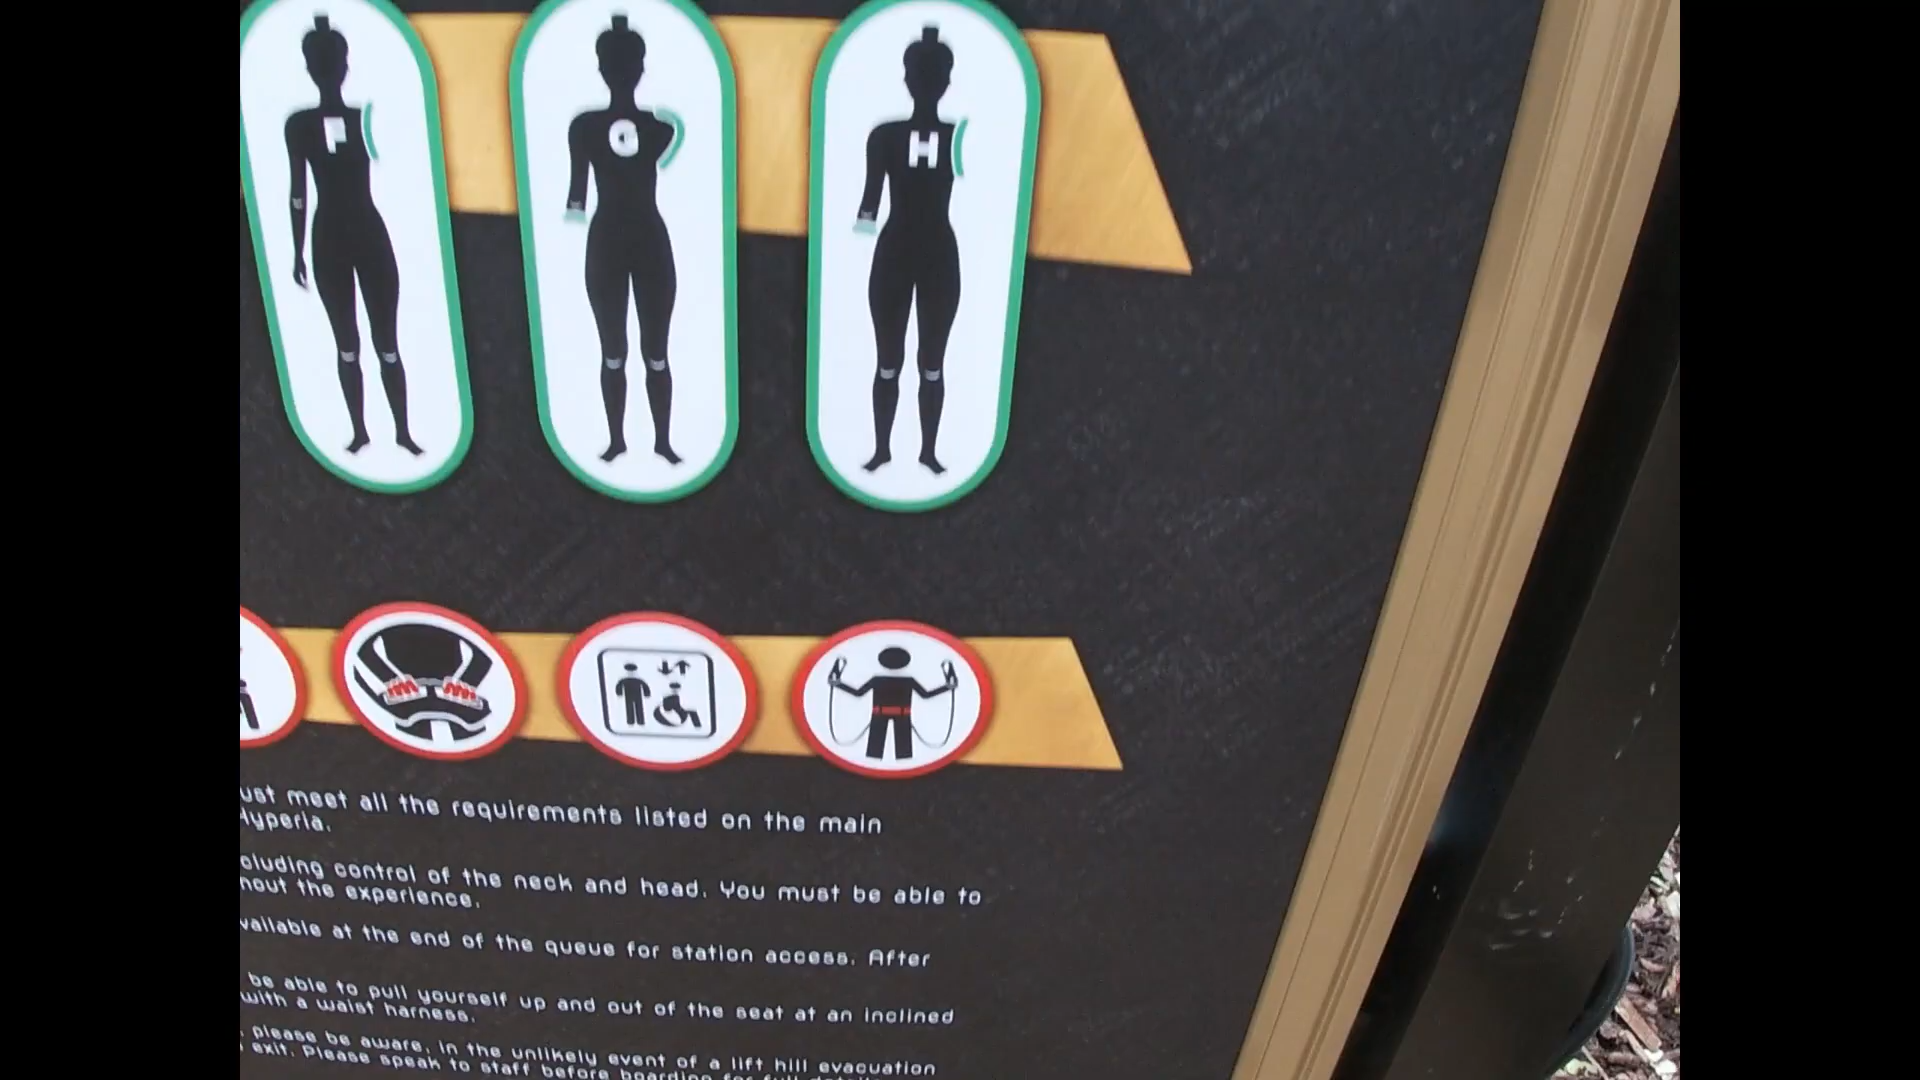 F G H
ust meet all the requirements listed on the main
Hyperia.
cluding control of the neck and head. You must be able to
hout the experience.
vailable at the end of the queue for station access. After
be able to pull yourself up and out of the seat at an inclined
with a waist harness.
, please be aware, in the unlikely event of a lift hill evacuation
exit. Please speak to staff before boarding for full